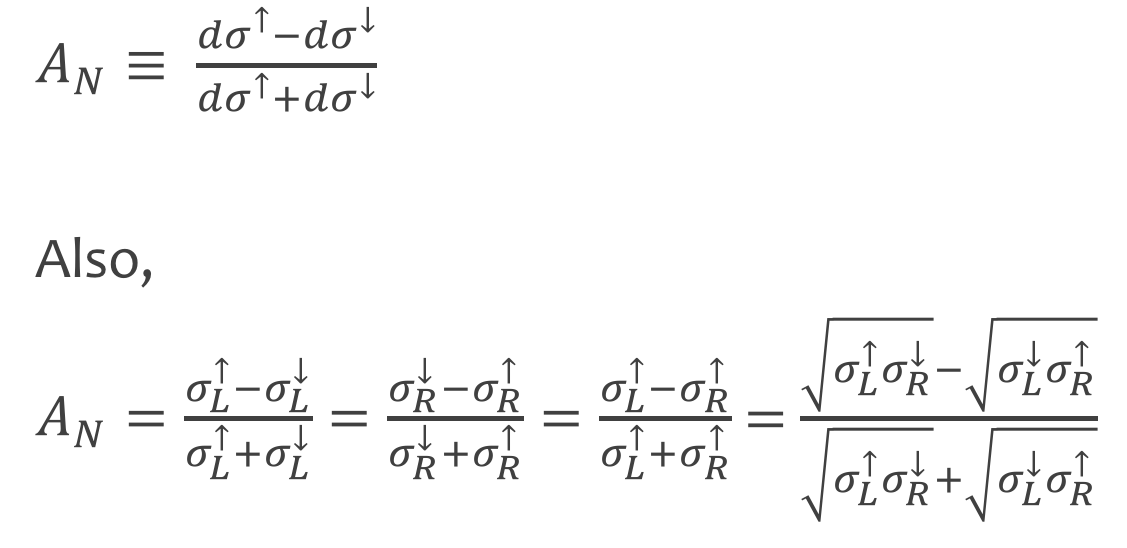 A_N ≡ (dσ^↑ − dσ^↓) / (dσ^↑ + dσ^↓)
Also,
A_N = (σ_L^↑ − σ_L^↓) / (σ_L^↑ + σ_L^↓) = (σ_R^↓ − σ_R^↑) / (σ_R^↓ + σ_R^↑) = (σ_L^↑ − σ_R^↑) / (σ_L^↑ + σ_R^↑) = (√(σ_L^↑ σ_R^↓) − √(σ_L^↓ σ_R^↑)) / (√(σ_L^↑ σ_R^↓) + √(σ_L^↓ σ_R^↑))